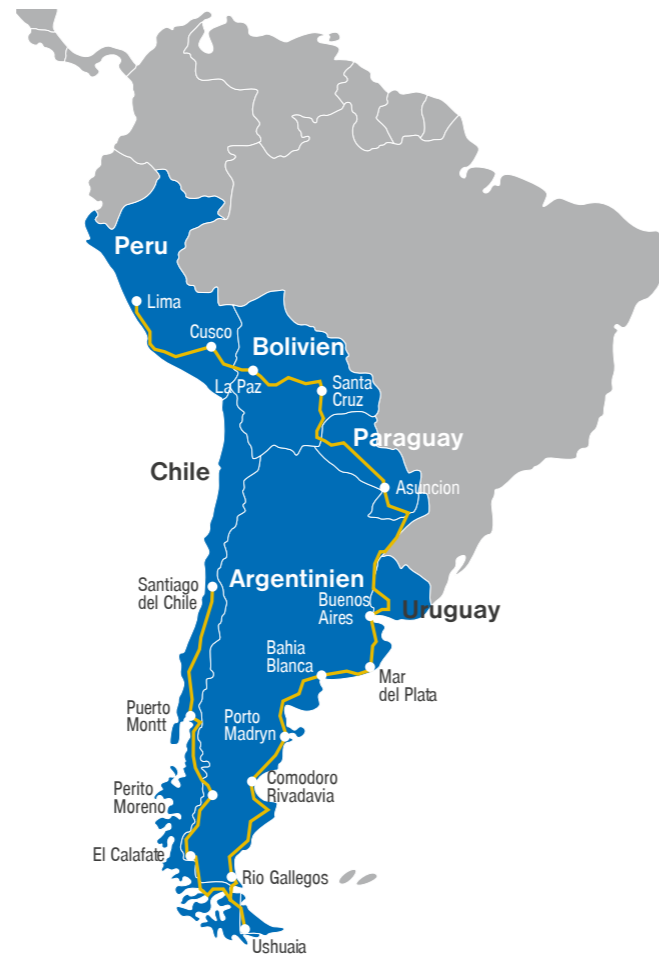 Peru
Lima
Cusco
Bolivien
La Paz
Santa
Cruz
Paraguay
Chile
Asuncion
Argentinien
Santiago
del Chile
Buenos
Aires
Uruguay
Bahia
Blanca
Mar
del Plata
Puerto
Montt
Porto
Madryn
Comodoro
Rivadavia
Perito
Moreno
El Calafate
Rio Gallegos
Ushuaia